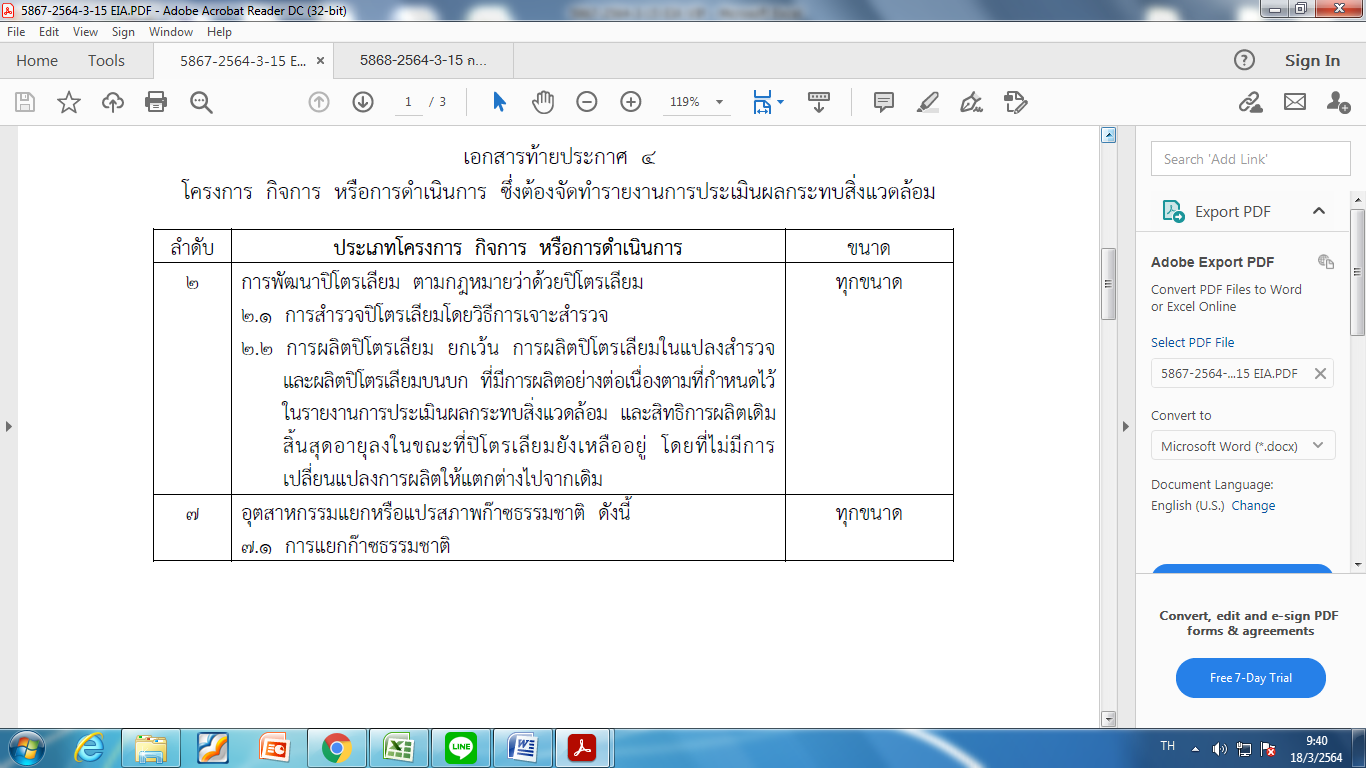 5867-2564-3-15 EIA.PDF - Adobe Acrobat Reader DC (32-bit)
File Edit View Sign Window Help
Home Tools 5867-2564-3-15 E... × 5868-2564-3-15 ก... ? Sign In
1 / 3 119%
เอกสารท้ายประกาศ ๔
โครงการ กิจการ หรือการดำเนินการ ซึ่งต้องจัดทำรายงานการประเมินผลกระทบสิ่งแวดล้อม
ลำดับ ประเภทโครงการ กิจการ หรือการดำเนินการ ขนาด
๒ การพัฒนาปิโตรเลียม ตามกฎหมายว่าด้วยปิโตรเลียม ทุกขนาด
๒.๑ การสำรวจปิโตรเลียมโดยวิธีการเจาะสำรวจ
๒.๒ การผลิตปิโตรเลียม ยกเว้น การผลิตปิโตรเลียมในแปลงสำรวจ
และผลิตปิโตรเลียมบนบก ที่มีการผลิตอย่างต่อเนื่องตามที่กำหนดไว้
ในรายงานการประเมินผลกระทบสิ่งแวดล้อม และสิทธิการผลิตเดิม
สิ้นสุดอายุลงในขณะที่ปิโตรเลียมยังเหลืออยู่ โดยที่ไม่มีการ
เปลี่ยนแปลงการผลิตให้แตกต่างไปจากเดิม
๗ อุตสาหกรรมแยกหรือแปรสภาพก๊าซธรรมชาติ ดังนี้ ทุกขนาด
๗.๑ การแยกก๊าซธรรมชาติ
Search 'Add Link'
Export PDF
Adobe Export PDF
Convert PDF Files to Word
or Excel Online
Select PDF File
5867-2564-...15 EIA.PDF
Convert to
Microsoft Word (*.docx)
Document Language:
English (U.S.) Change
Convert, edit and e-sign PDF
forms & agreements
Free 7-Day Trial
LINE
TH
9:40
18/3/2564